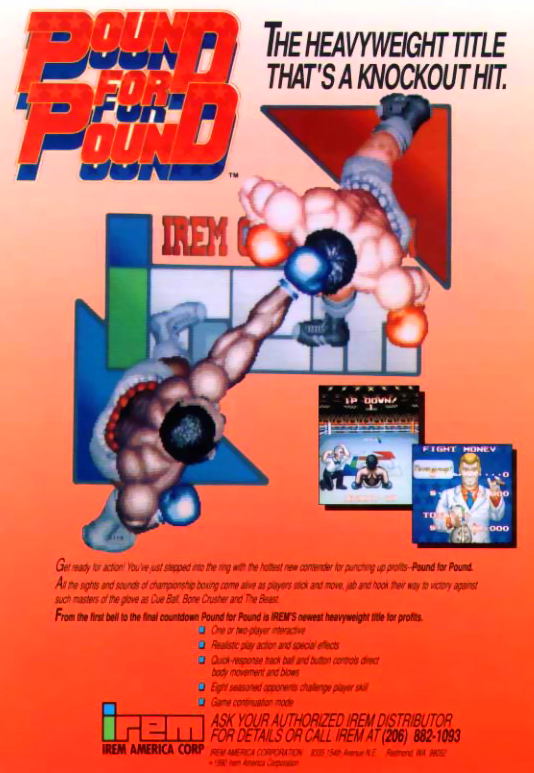 POUND
FOR
POUND
TM
THE HEAVYWEIGHT TITLE
THAT'S A KNOCKOUT HIT.
IREM
1P DOWN!
FIGHT MONEY
Get ready for action! You've just stepped into the ring with the hottest new contender for punching up profits--Pound for Pound.
All the sights and sounds of championship boxing come alive as players stick and move, jab and hook their way to victory against
such masters of the glove as Cue Ball, Bone Crusher and The Beast.
From the first bell to the final countdown Pound for Pound is IREM'S newest heavyweight title for profits.
One or two-player interactive
Realistic play action and special effects
Quick-response track ball and button controls direct
body movement and blows
Eight seasoned opponents challenge player skill
Game continuation mode
irem
IREM AMERICA CORP
ASK YOUR AUTHORIZED IREM DISTRIBUTOR
FOR DETAILS OR CALL IREM AT (206) 882-1093
IREM AMERICA CORPORATION 8335 154th Avenue N.E. Redmond, WA 98052
©1990, Irem America Corporation